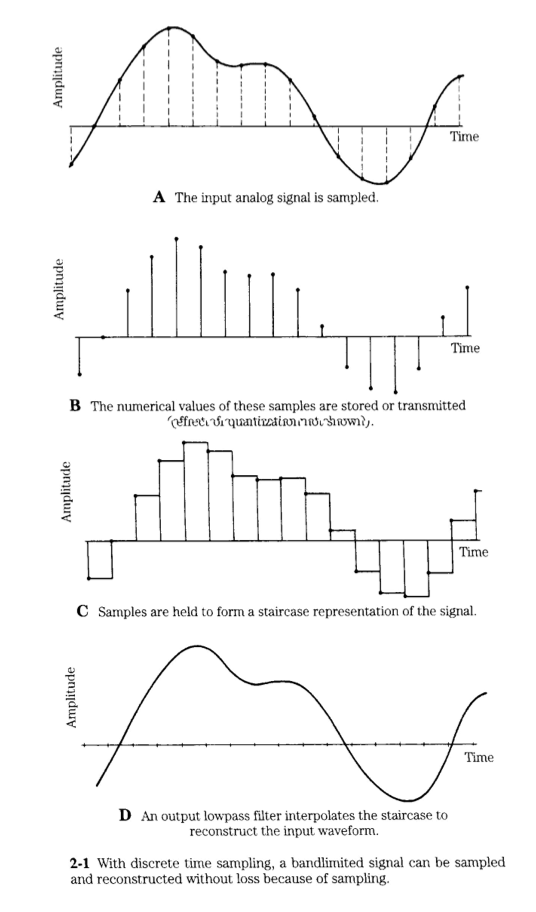 Amplitude
Time
A The input analog signal is sampled.
Amplitude
Time
B The numerical values of these samples are stored or transmitted
quantization
Amplitude
Time
C Samples are held to form a staircase representation of the signal.
Amplitude
Time
D An output lowpass filter interpolates the staircase to
reconstruct the input waveform.
2-1 With discrete time sampling, a bandlimited signal can be sampled
and reconstructed without loss because of sampling.